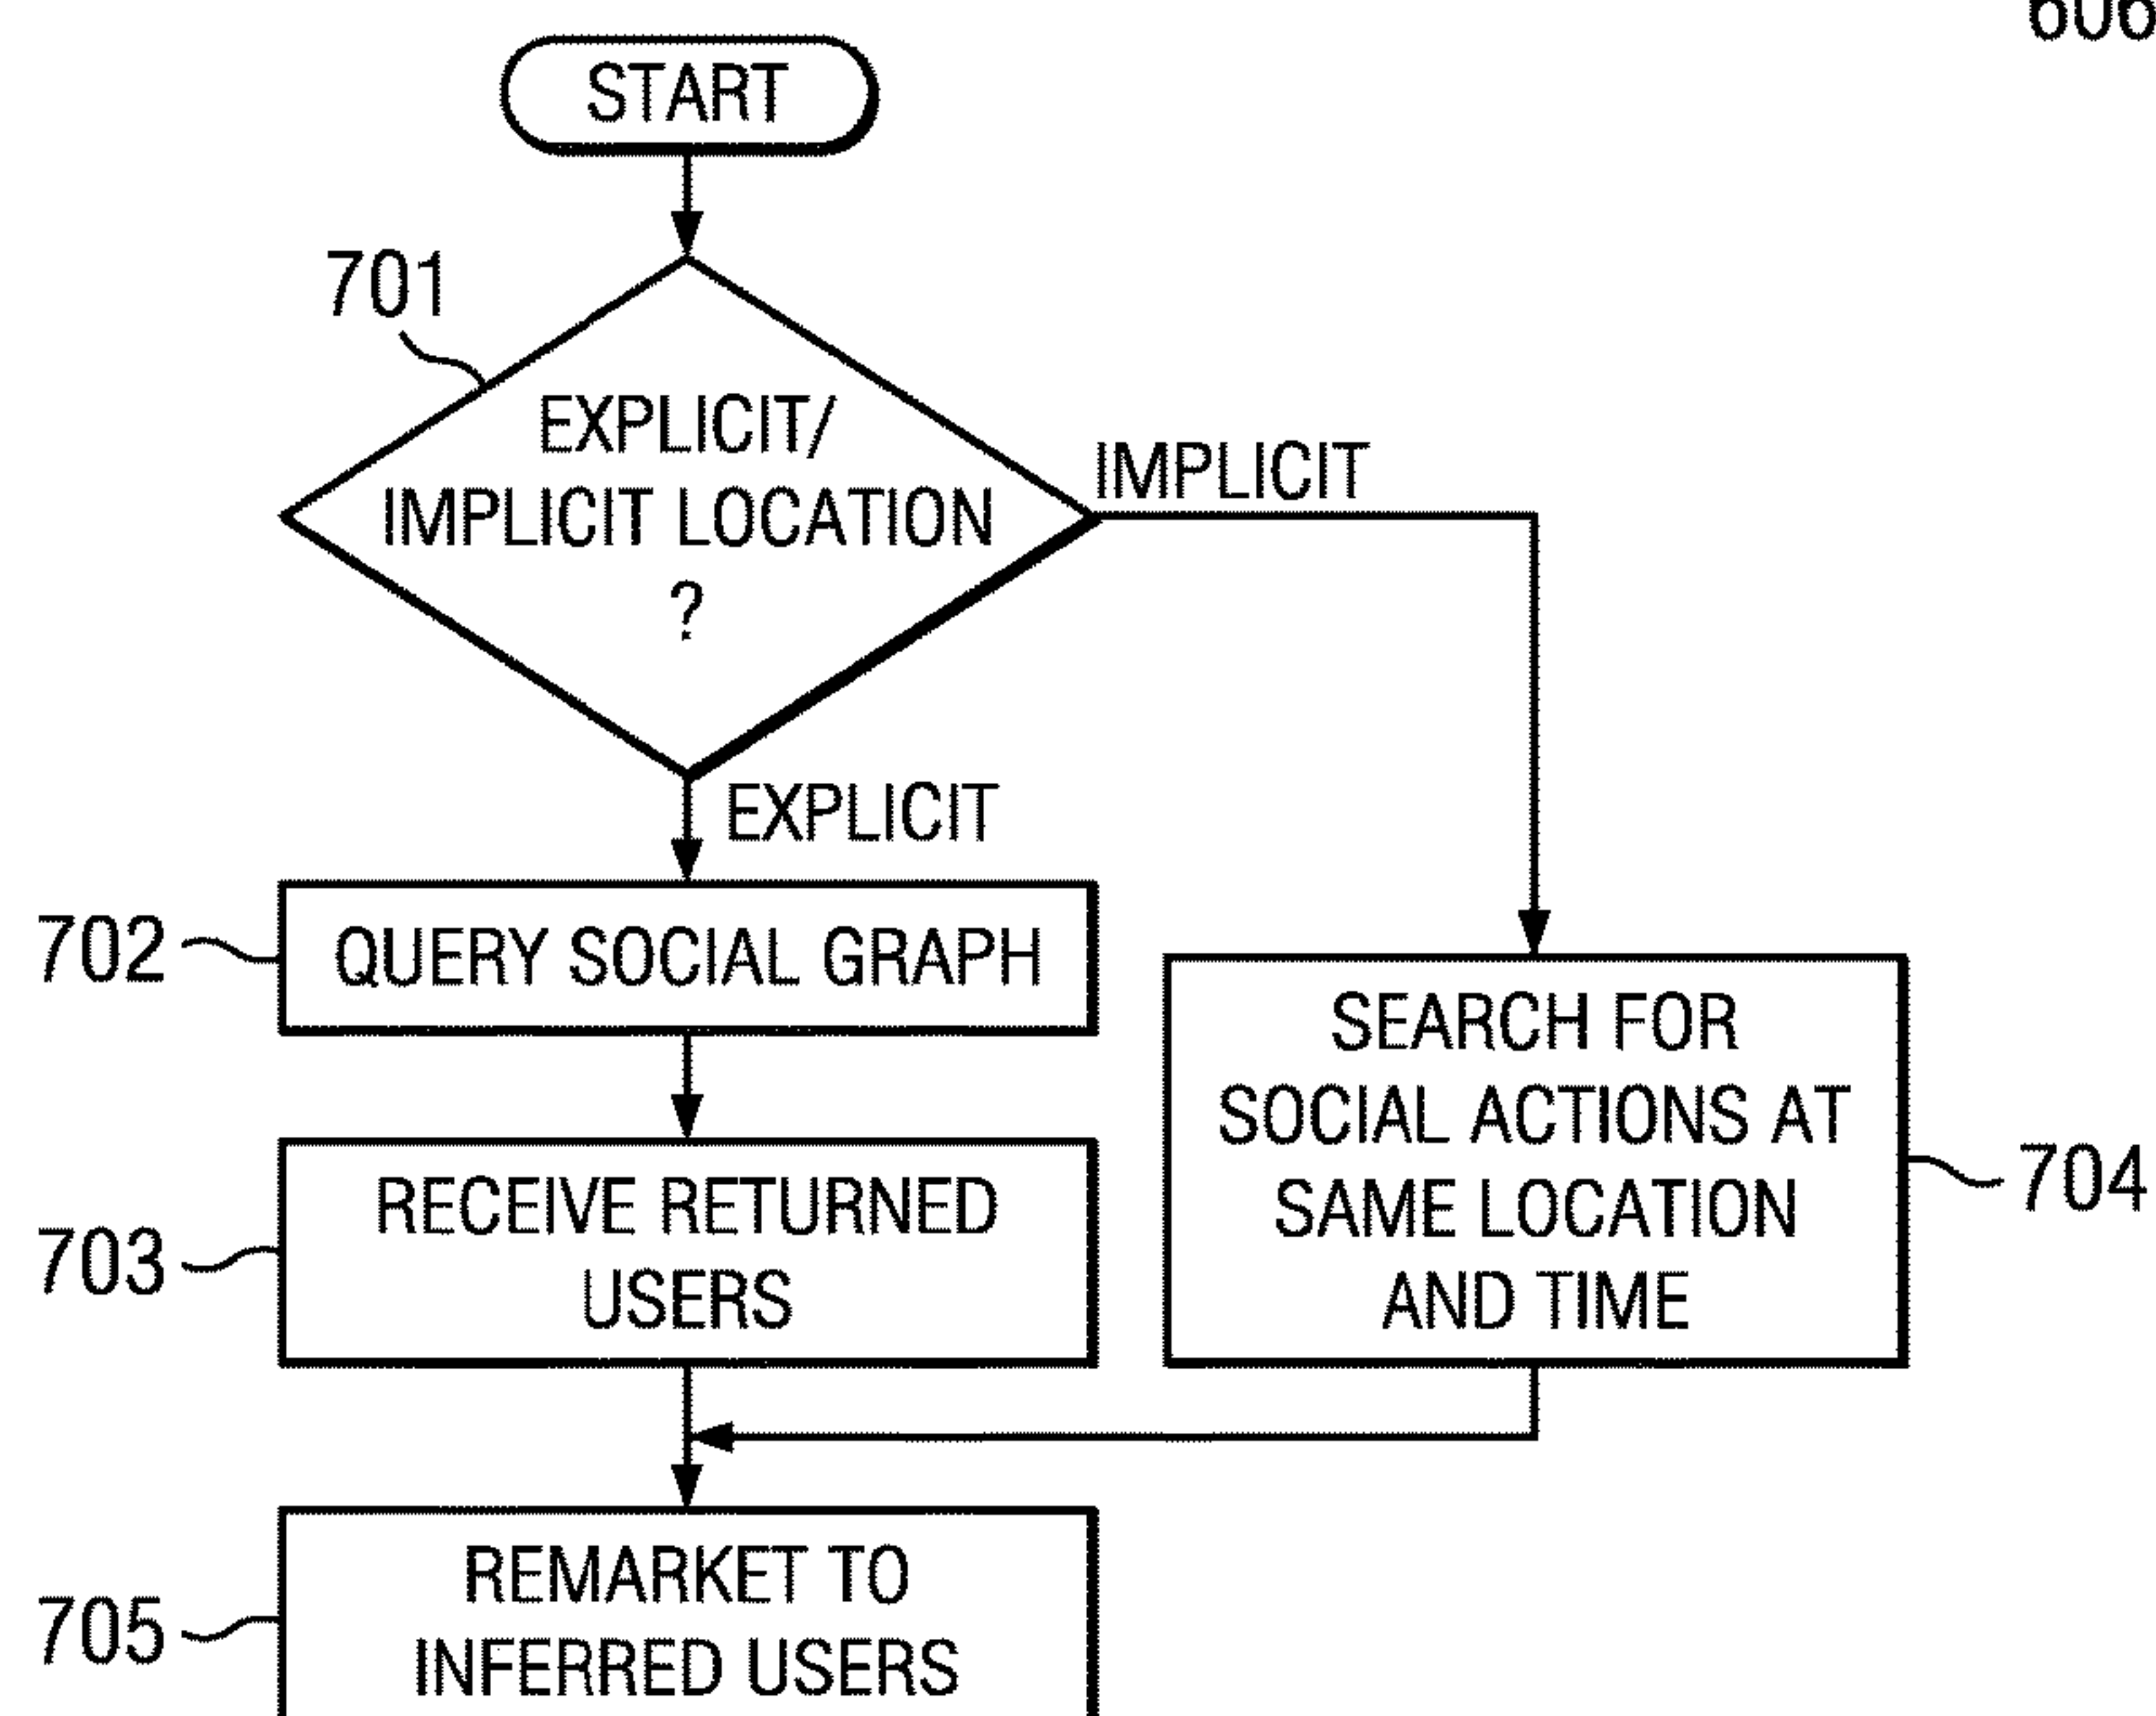 606
START
701
EXPLICIT/
IMPLICIT LOCATION
?
IMPLICIT
EXPLICIT
702
QUERY SOCIAL GRAPH
703
RECEIVE RETURNED
USERS
SEARCH FOR
SOCIAL ACTIONS AT
SAME LOCATION
AND TIME
704
705
REMARKET TO
INFERRED USERS